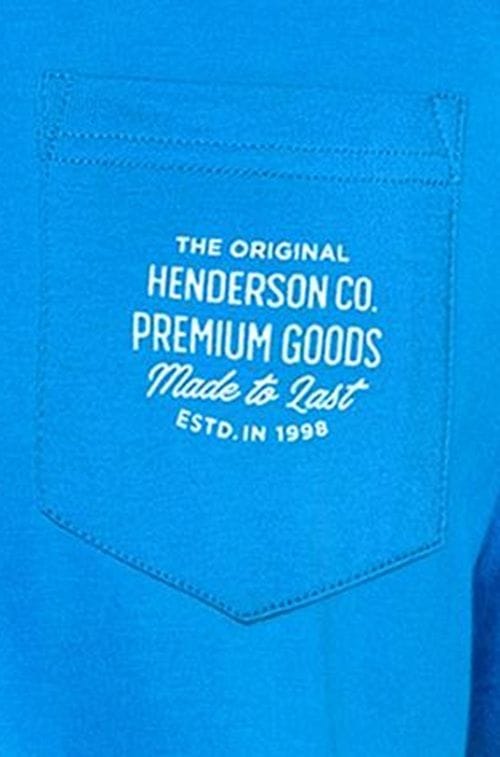 THE ORIGINAL
HENDERSON CO.
PREMIUM GOODS
Made to Last
ESTD. IN 1998